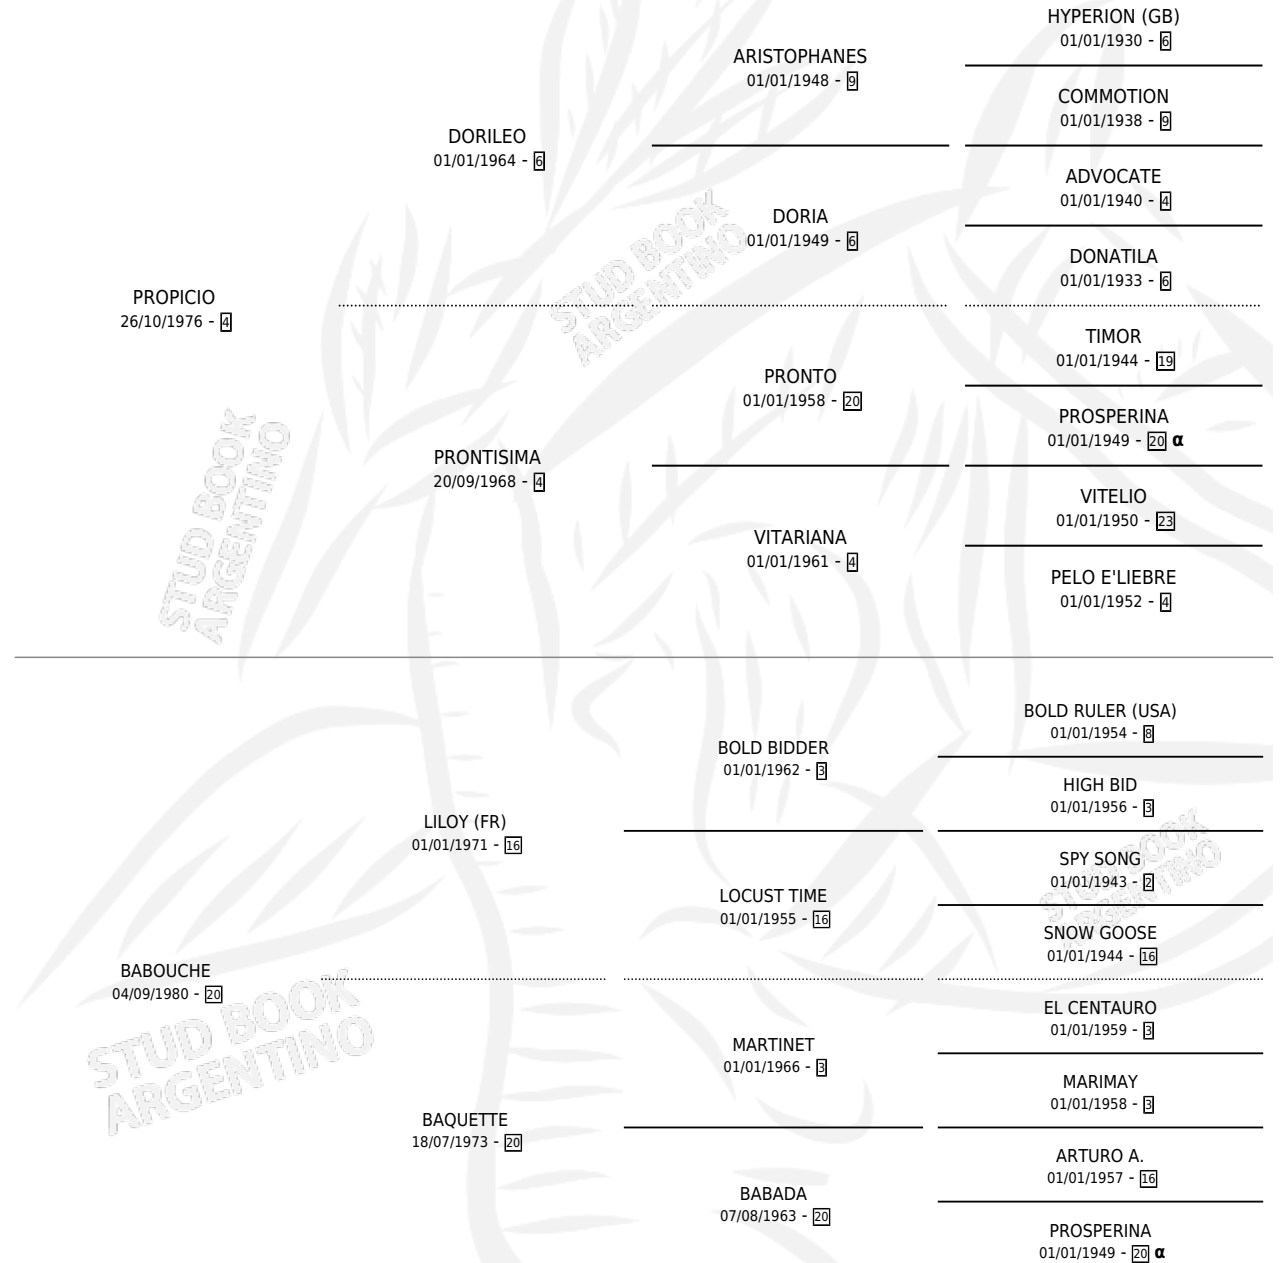 HYPERION (GB)
01/01/1930 - 6
ARISTOPHANES
01/01/1948 - 9
COMMOTION
01/01/1938 - 9
DORILEO
01/01/1964 - 6
ADVOCATE
01/01/1940 - 4
DORIA
01/01/1949 - 6
DONATILA
01/01/1933 - 6
PROPICIO
26/10/1976 - 4
TIMOR
01/01/1944 - 19
PRONTO
01/01/1958 - 20
PROSPERINA
01/01/1949 - 20 α
PRONTISIMA
20/09/1968 - 4
VITELIO
01/01/1950 - 23
VITARIANA
01/01/1961 - 4
PELO E'LIEBRE
01/01/1952 - 4
STUD BOOK
ARGENTINO
STUD BOOK
ARGENTINO
BOLD RULER (USA)
01/01/1954 - 8
BOLD BIDDER
01/01/1962 - 3
HIGH BID
01/01/1956 - 3
LILOY (FR)
01/01/1971 - 16
SPY SONG
01/01/1943 - 2
LOCUST TIME
01/01/1955 - 16
SNOW GOOSE
01/01/1944 - 16
BABOUCHE
04/09/1980 - 20
EL CENTAURO
01/01/1959 - 3
MARTINET
01/01/1966 - 3
MARIMAY
01/01/1958 - 3
BAQUETTE
18/07/1973 - 20
ARTURO A.
01/01/1957 - 16
BABADA
07/08/1963 - 20
PROSPERINA
01/01/1949 - 20 α
STUD BOOK
ARGENTINO
STUD BOOK
ARGENTINO